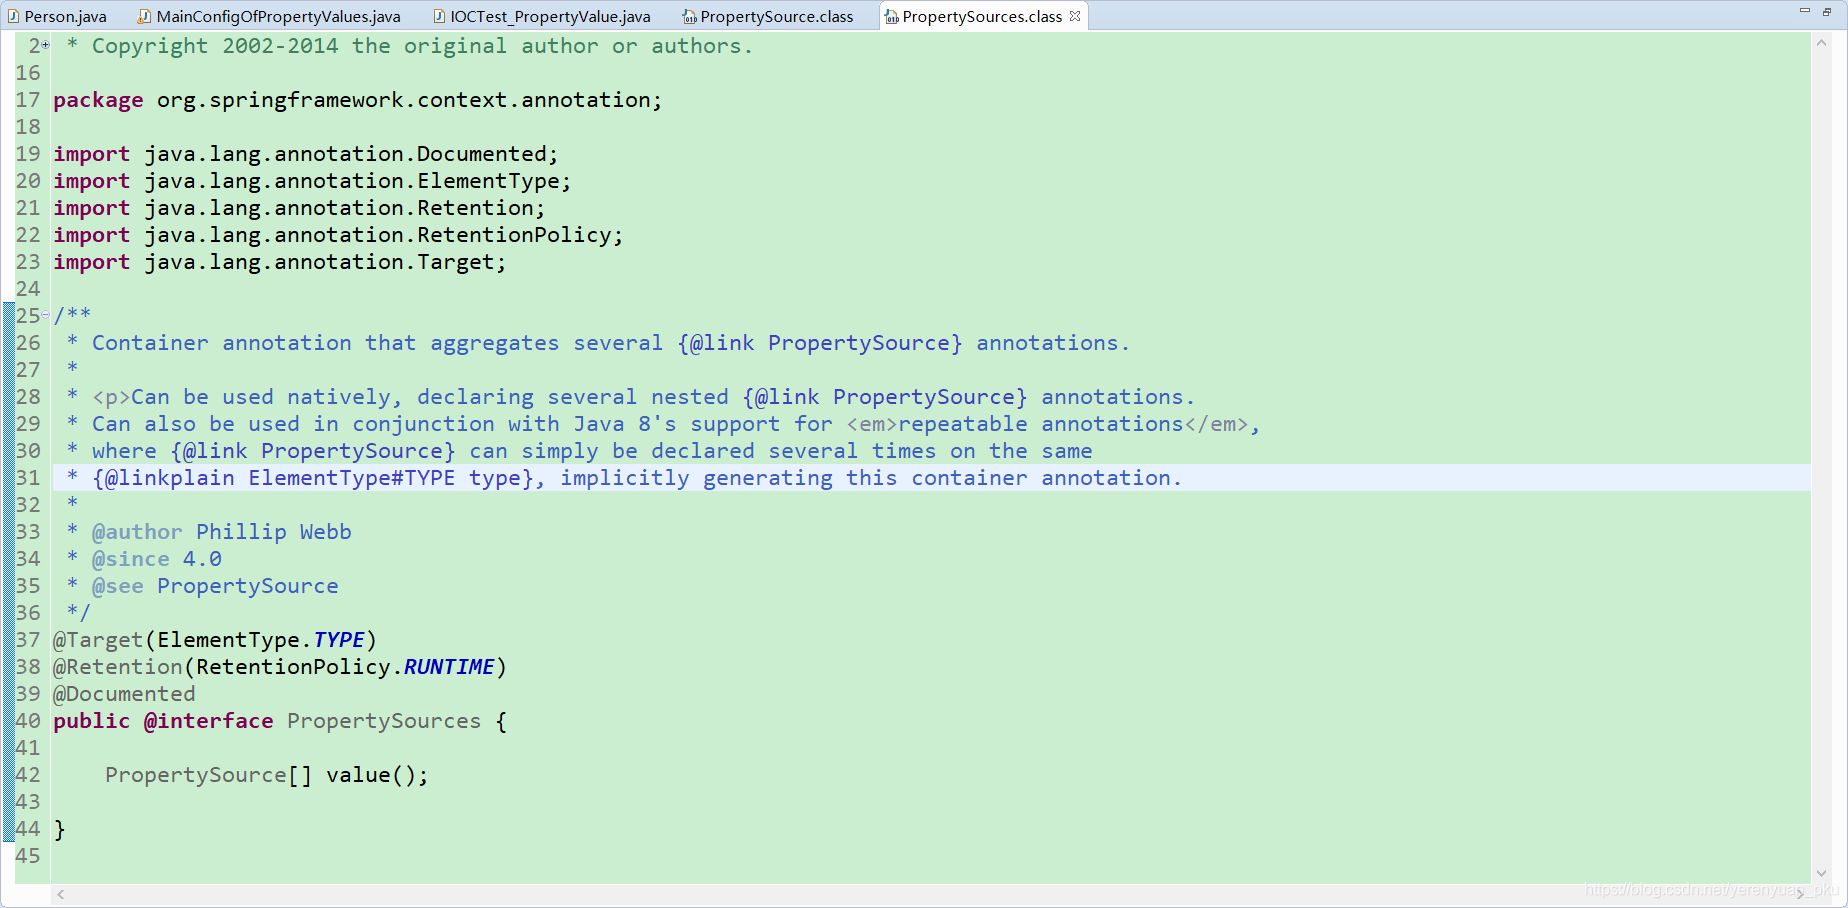 Person.java MainConfigOfPropertyValues.java IOCTest_PropertyValue.java PropertySource.class PropertySources.class
2 * Copyright 2002-2014 the original author or authors.
16
17 package org.springframework.context.annotation;
18
19 import java.lang.annotation.Documented;
20 import java.lang.annotation.ElementType;
21 import java.lang.annotation.Retention;
22 import java.lang.annotation.RetentionPolicy;
23 import java.lang.annotation.Target;
24
25 /**
26 * Container annotation that aggregates several {@link PropertySource} annotations.
27 *
28 * <p>Can be used natively, declaring several nested {@link PropertySource} annotations.
29 * Can also be used in conjunction with Java 8's support for <em>repeatable annotations</em>,
30 * where {@link PropertySource} can simply be declared several times on the same
31 * {@linkplain ElementType#TYPE type}, implicitly generating this container annotation.
32 *
33 * @author Phillip Webb
34 * @since 4.0
35 * @see PropertySource
36 */
37 @Target(ElementType.TYPE)
38 @Retention(RetentionPolicy.RUNTIME)
39 @Documented
40 public @interface PropertySources {
41
42 PropertySource[] value();
43
44 }
45
https://blog.csdn.net/yerenyuan_pku